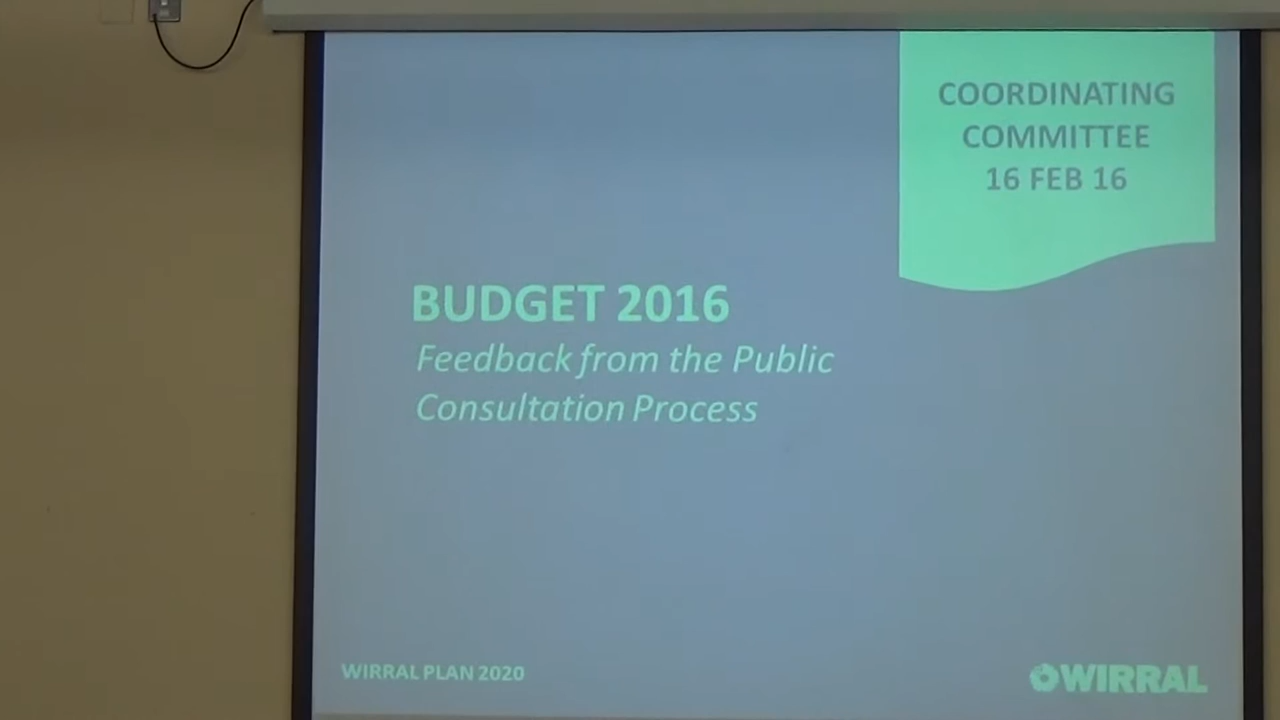 COORDINATING
COMMITTEE
16 FEB 16
BUDGET 2016
Feedback from the Public
Consultation Process
WIRRAL PLAN 2020
WIRRAL